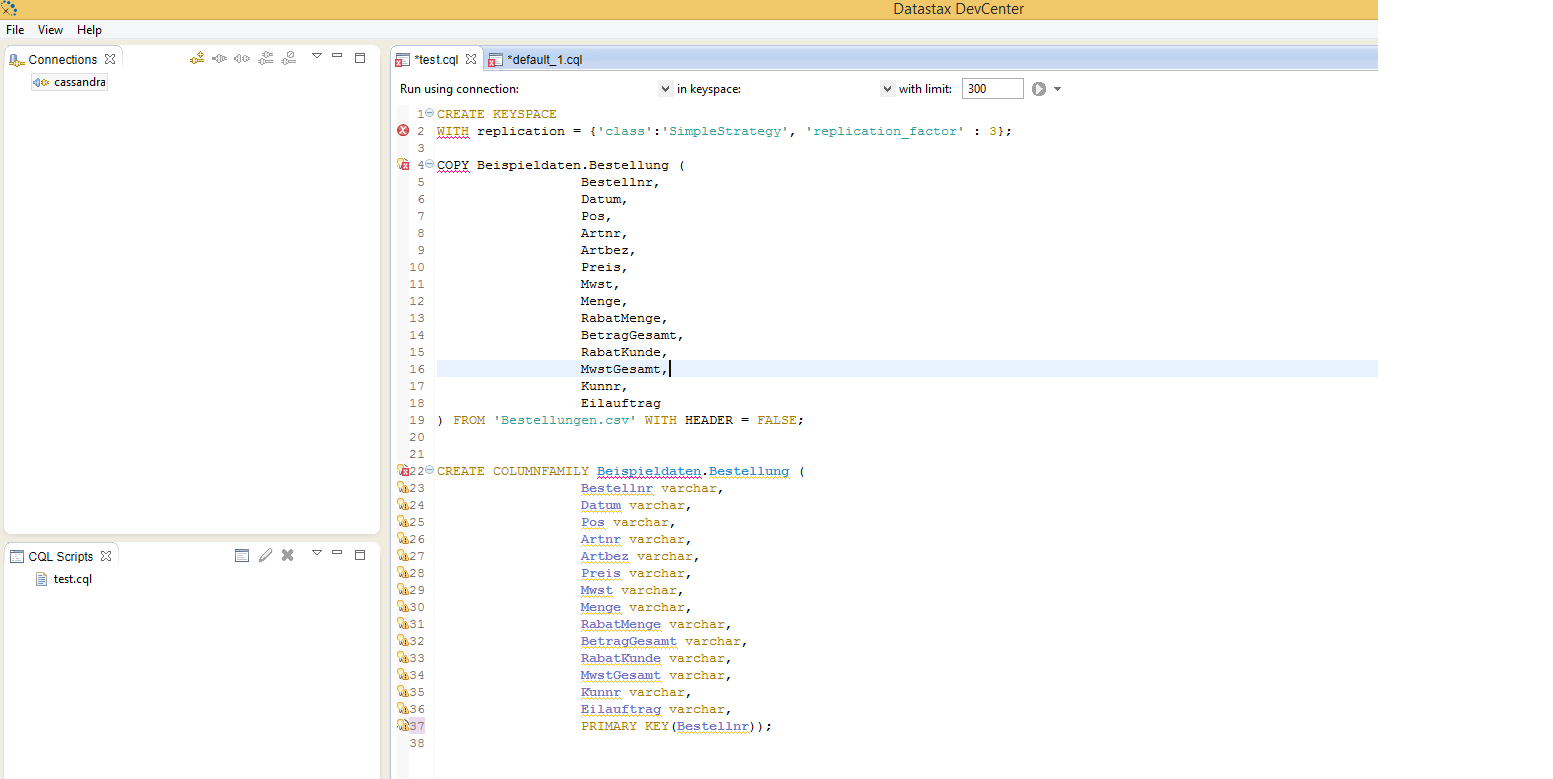 Datastax DevCenter
File View Help
Connections
cassandra
CQL Scripts
test.cql
*test.cql *default_1.cql
Run using connection: in keyspace: with limit: 300
1 CREATE KEYSPACE
2 WITH replication = {'class':'SimpleStrategy', 'replication_factor' : 3};
3
4 COPY Beispieldaten.Bestellung (
5 Bestellnr,
6 Datum,
7 Pos,
8 Artnr,
9 Artbez,
10 Preis,
11 Mwst,
12 Menge,
13 RabatMenge,
14 BetragGesamt,
15 RabatKunde,
16 MwstGesamt,
17 Kunnr,
18 Eilauftrag
19 ) FROM 'Bestellungen.csv' WITH HEADER = FALSE;
20
21
22 CREATE COLUMNFAMILY Beispieldaten.Bestellung (
23 Bestellnr varchar,
24 Datum varchar,
25 Pos varchar,
26 Artnr varchar,
27 Artbez varchar,
28 Preis varchar,
29 Mwst varchar,
30 Menge varchar,
31 RabatMenge varchar,
32 BetragGesamt varchar,
33 RabatKunde varchar,
34 MwstGesamt varchar,
35 Kunnr varchar,
36 Eilauftrag varchar,
37 PRIMARY KEY(Bestellnr));
38